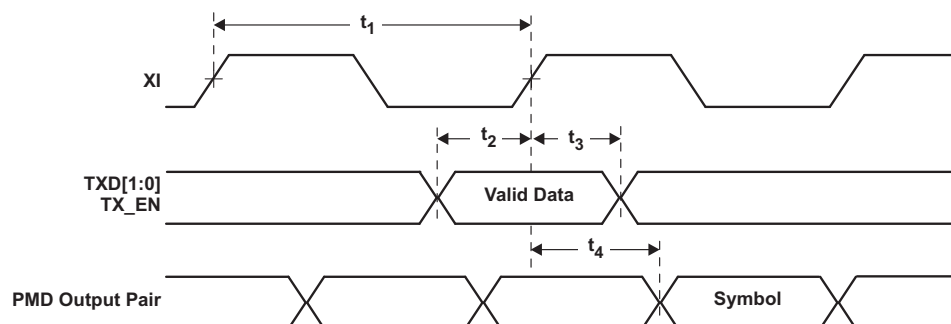 t1
XI
t2
t3
TXD[1:0]
TX_EN
Valid Data
t4
PMD Output Pair
Symbol